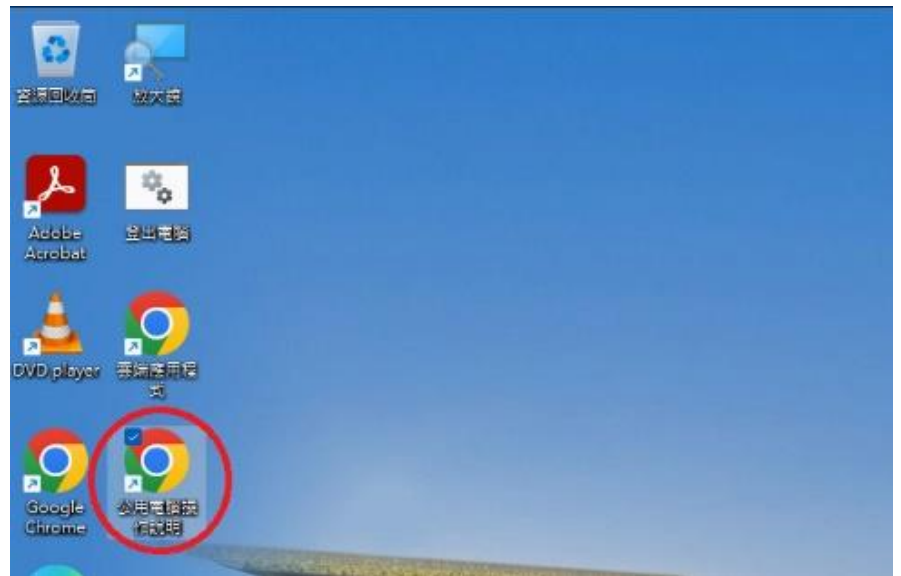 資源回收筒
放大鏡
Adobe
Acrobat
登出電腦
DVD player
雲端應用程
式
Google
Chrome
公用電腦操
作說明